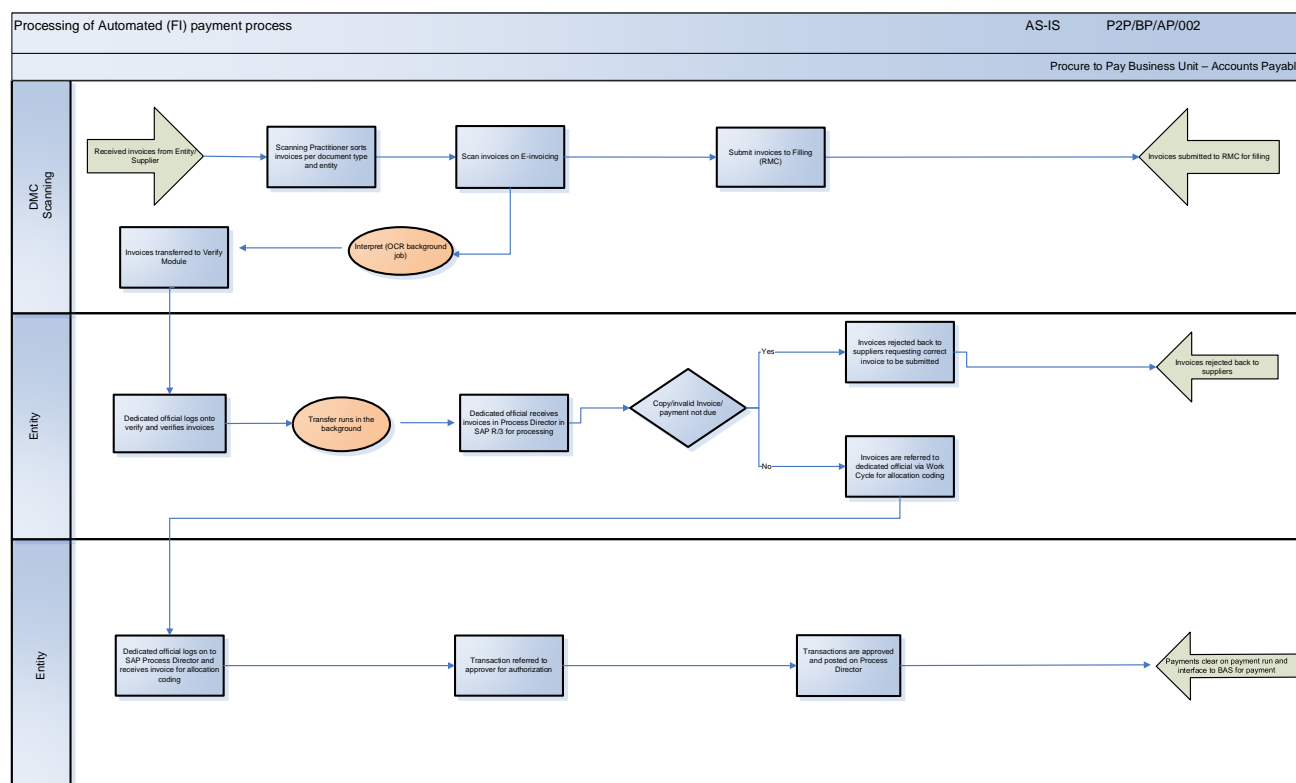 Processing of Automated (FI) payment process
AS-IS
P2P/BP/AP/002
Procure to Pay Business Unit – Accounts Payabl
DMC
Scanning
Received invoices from Entity/
Supplier
Scanning Practitioner sorts
invoices per document type
and entity
Scan invoices on E-invoicing
Submit invoices to Filling
(RMC)
Invoices submitted to RMC for filling
Invoices transferred to Verify
Module
Interpret (OCR background
job)
Entity
Dedicated official logs onto
verify and verifies invoices
Transfer runs in the
background
Dedicated official receives
invoices in Process Director in
SAP R/3 for processing
Copy/invalid Invoice/
payment not due
Yes
Invoices rejected back to
suppliers requesting correct
invoice to be submitted
Invoices rejected back to
suppliers
No
Invoices are referred to
dedicated official via Work
Cycle for allocation coding
Entity
Dedicated official logs on to
SAP Process Director and
receives invoice for allocation
coding
Transaction referred to
approver for authorization
Transactions are approved
and posted on Process
Director
Payments clear on payment run and
interface to BAS for payment